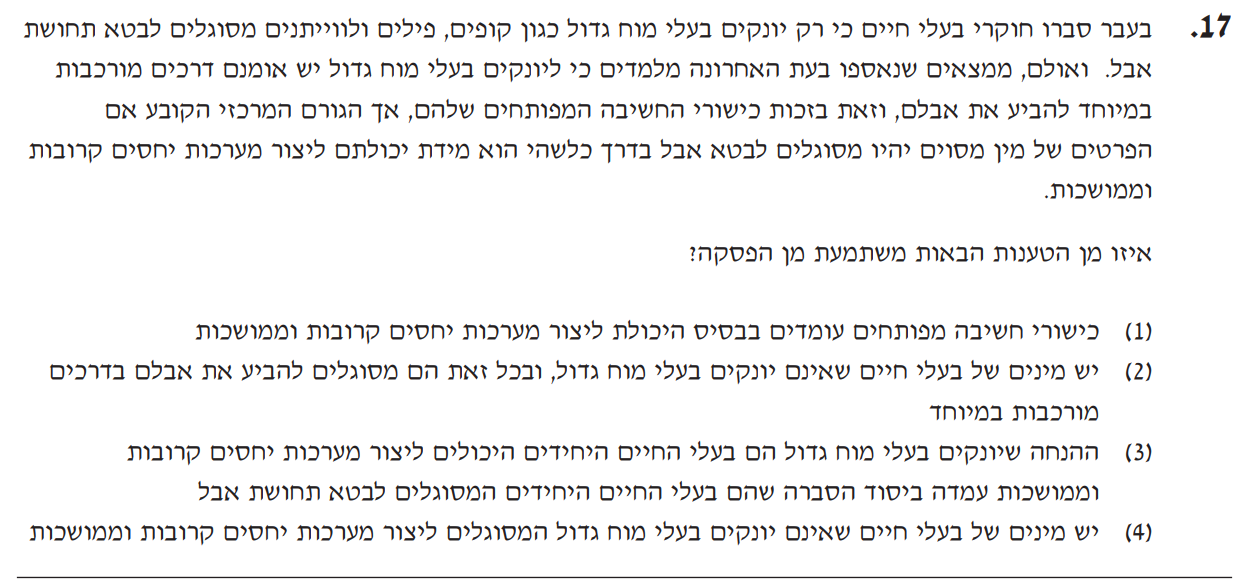 17. בעבר סברו חוקרי בעלי חיים כי רק יונקים בעלי מוח גדול כגון קופים, פילים ולווייתנים מסוגלים לבטא תחושת
אבל. ואולם, ממצאים שנאספו בעת האחרונה מלמדים כי ליונקים בעלי מוח גדול יש אומנם דרכים מורכבות
במיוחד להביע את אבלם, וזאת בזכות כישורי החשיבה המפותחים שלהם, אך הגורם המרכזי הקובע אם
הפרטים של מין מסוים יהיו מסוגלים לבטא אבל בדרך כלשהי הוא מידת יכולתם ליצור מערכות יחסים קרובות
וממושכות.
איזו מן הטענות הבאות משתמעת מן הפסקה?
(1) כישורי חשיבה מפותחים עומדים בבסיס היכולת ליצור מערכות יחסים קרובות וממושכות
(2) יש מינים של בעלי חיים שאינם יונקים בעלי מוח גדול, ובכל זאת הם מסוגלים להביע את אבלם בדרכים
מורכבות במיוחד
(3) ההנחה שיונקים בעלי מוח גדול הם בעלי החיים היחידים היכולים ליצור מערכות יחסים קרובות
וממושכות עמדה ביסוד הסברה שהם בעלי החיים היחידים המסוגלים לבטא תחושת אבל
(4) יש מינים של בעלי חיים שאינם יונקים בעלי מוח גדול המסוגלים ליצור מערכות יחסים קרובות וממושכות